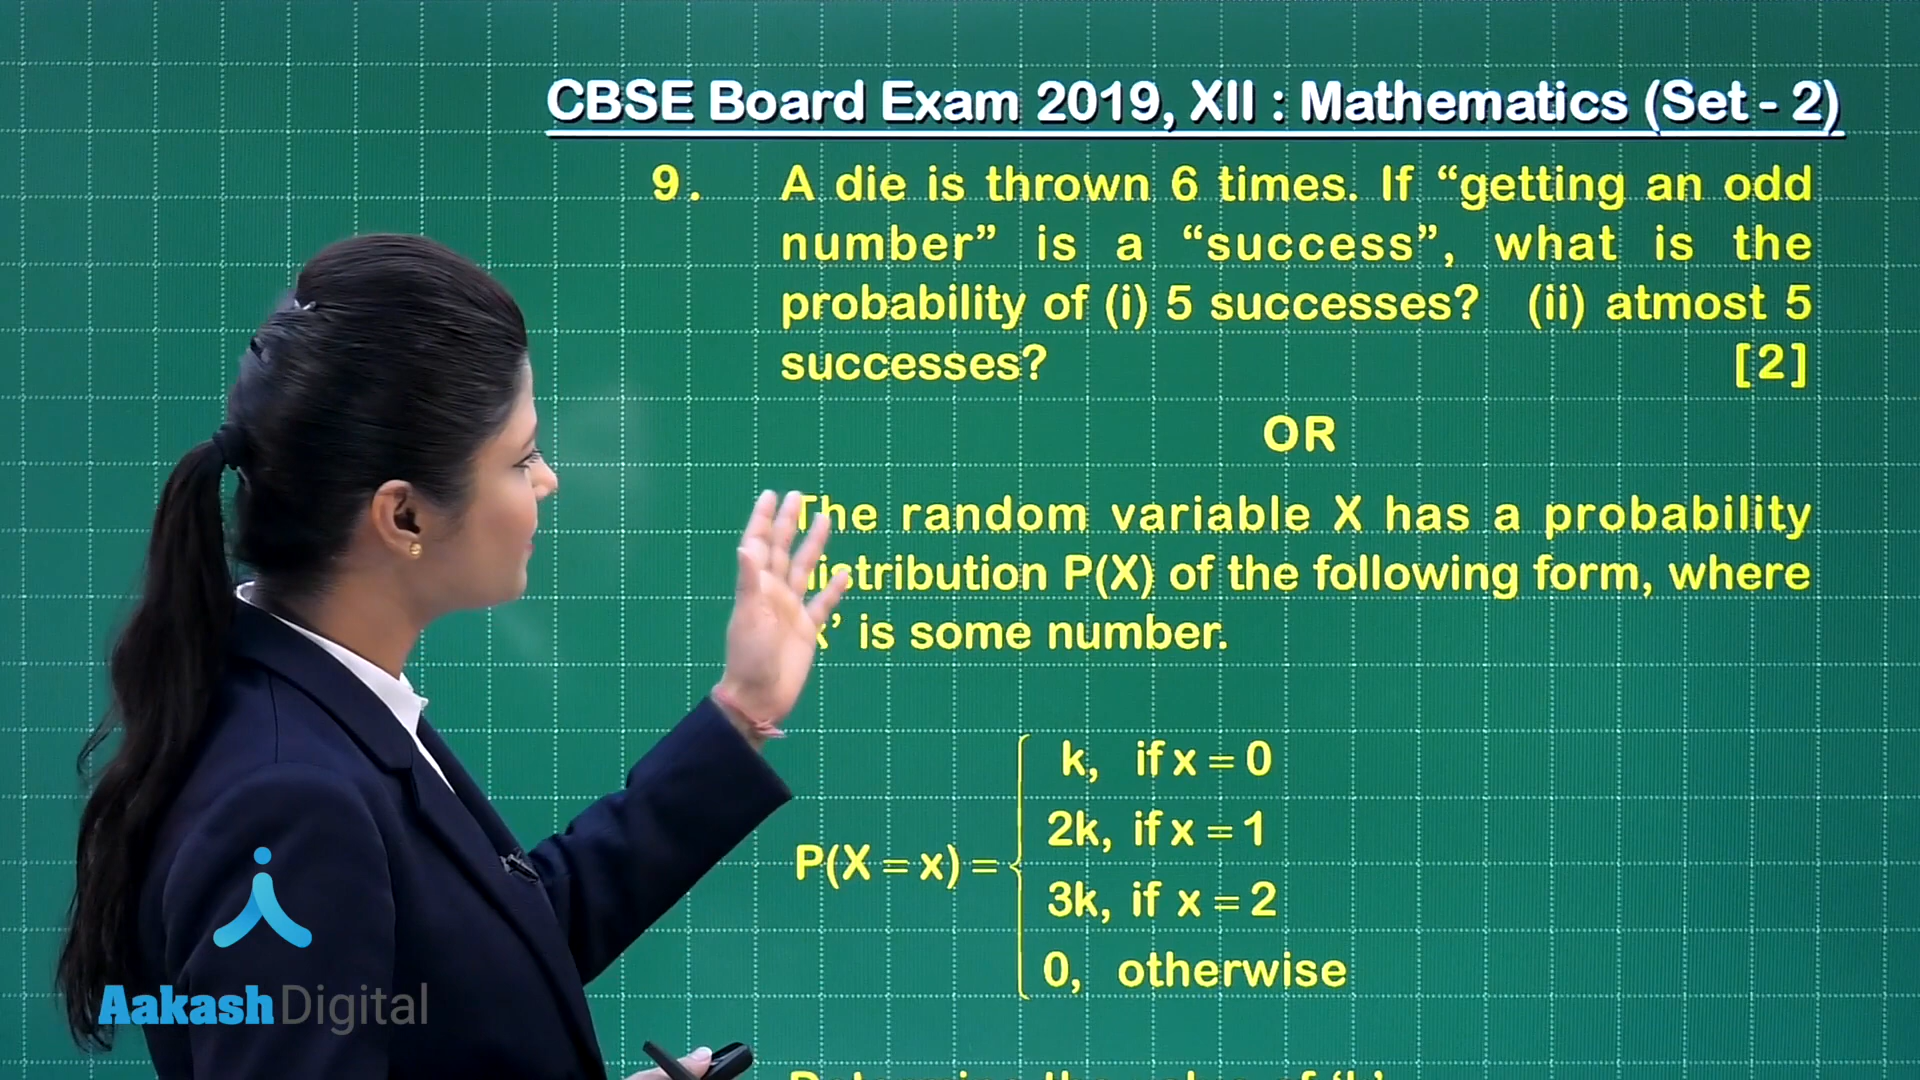 CBSE Board Exam 2019, XII : Mathematics (Set - 2)
9. A die is thrown 6 times. If “getting an odd
number” is a “success”, what is the
probability of (i) 5 successes? (ii) atmost 5
successes? [2]
OR
The random variable X has a probability
distribution P(X) of the following form, where
k’ is some number.
k, if x = 0
2k, if x = 1
P(X = x) =
3k, if x = 2
0, otherwise
Aakash Digital